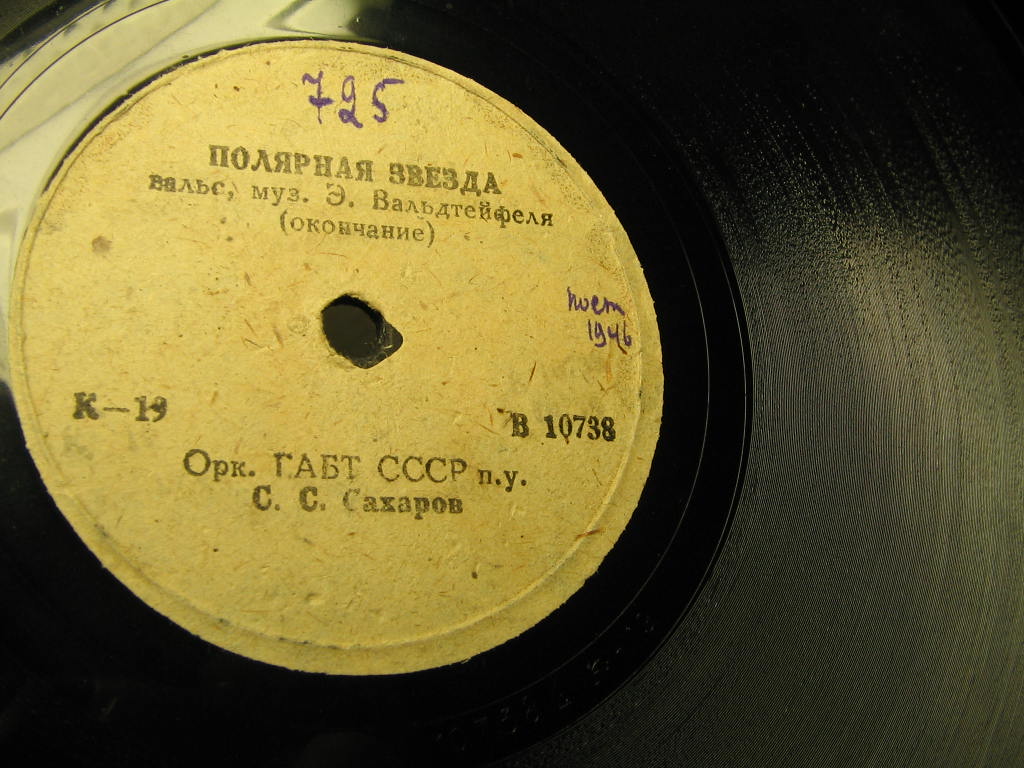 725
ПОЛЯРНАЯ ЗВЕЗДА
вальс, муз. Э. Вальдтейфеля
(окончание)
1946
К—19
В 10738
Орк. ГАБТ СССР п.у.
С. С. Сахаров